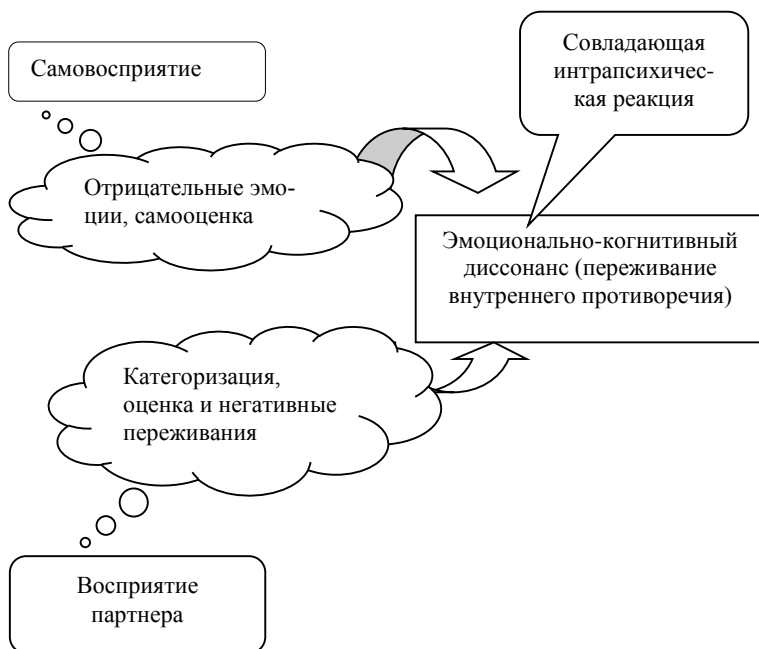 Самовосприятие
Совладающая
интрапсихичес-
кая реакция
Отрицательные эмо-
ции, самооценка
Эмоционально-когнитивный
диссонанс (переживание
внутреннего противоречия)
Категоризация,
оценка и негативные
переживания
Восприятие
партнера